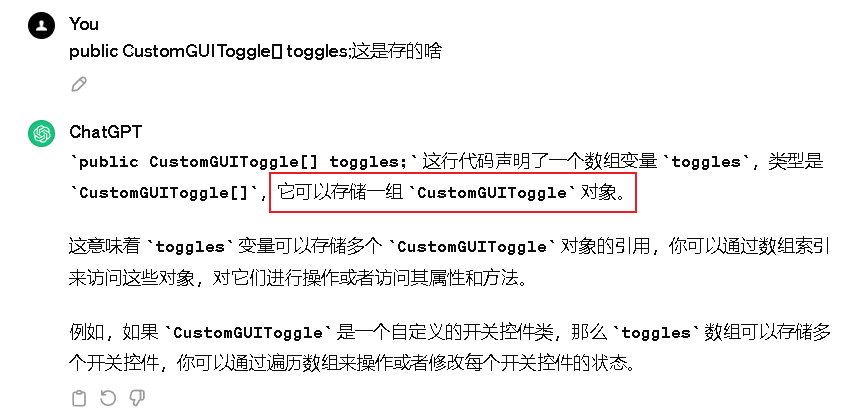 You
public CustomGUIToggle[] toggles;这是存的啥
ChatGPT
`public CustomGUIToggle[] toggles;` 这行代码声明了一个数组变量 `toggles`，类型是
`CustomGUIToggle[]`，它可以存储一组 `CustomGUIToggle` 对象。
这意味着 `toggles` 变量可以存储多个 `CustomGUIToggle` 对象的引用，你可以通过数组索引
来访问这些对象，对它们进行操作或者访问其属性和方法。
例如，如果 `CustomGUIToggle` 是一个自定义的开关控件类，那么 `toggles` 数组可以存储多
个开关控件，你可以通过遍历数组来操作或者修改每个开关控件的状态。